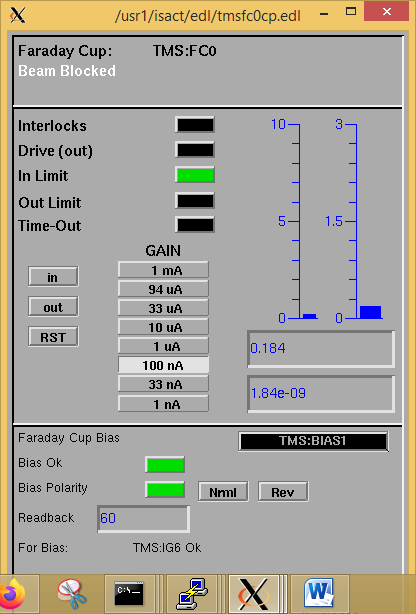 /usr1/isact/edl/tmsfc0cp.edl
Faraday Cup: TMS:FC0
Beam Blocked
Interlocks
Drive (out)
In Limit
Out Limit
Time-Out
10
5
0
3
1.5
0
GAIN
1 mA
94 uA
33 uA
10 uA
1 uA
100 nA
33 nA
1 nA
in
out
RST
0.184
1.84e-09
Faraday Cup Bias TMS:BIAS1
Bias Ok
Bias Polarity Nrml Rev
Readback 60
For Bias: TMS:IG6 Ok
C:\.